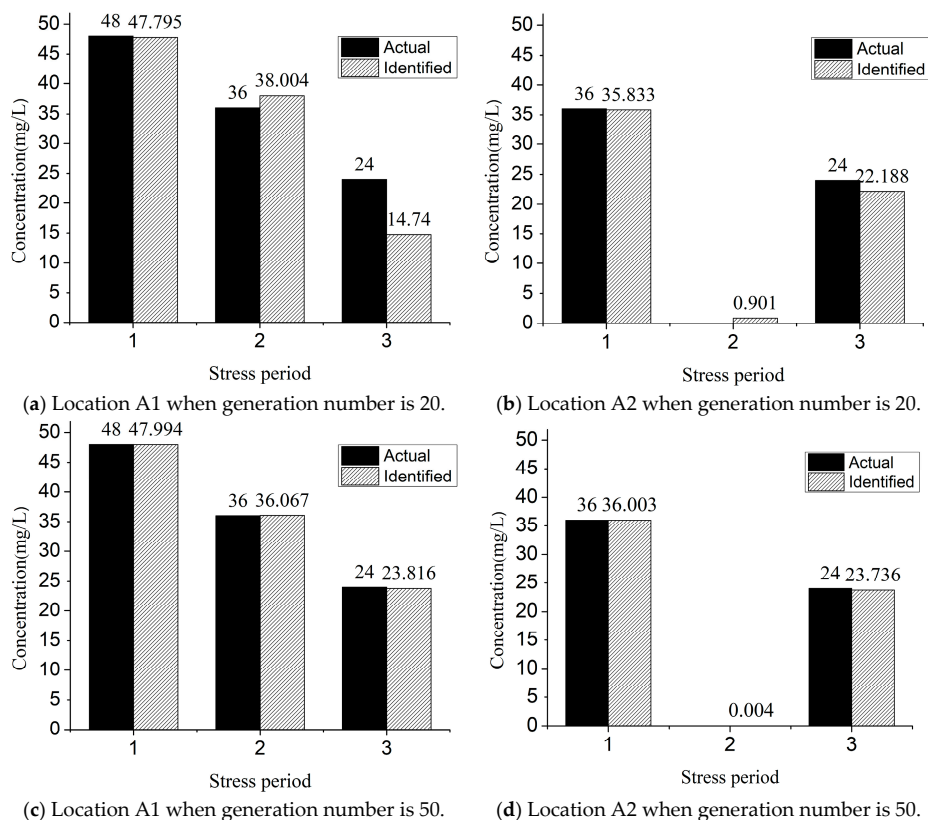 50
45
40
35
30
25
20
15
10
5
0
Concentration(mg/L)
48 47.795
36 38.004
24 14.74
Actual
Identified
1 2 3
Stress period
(a) Location A1 when generation number is 20.
50
45
40
35
30
25
20
15
10
5
0
Concentration(mg/L)
36 35.833
0.901
24 22.188
Actual
Identified
1 2 3
Stress period
(b) Location A2 when generation number is 20.
50
45
40
35
30
25
20
15
10
5
0
Concentration(mg/L)
48 47.994
36 36.067
24 23.816
Actual
Identified
1 2 3
Stress period
(c) Location A1 when generation number is 50.
50
45
40
35
30
25
20
15
10
5
0
Concentration(mg/L)
36 36.003
0.004
24 23.736
Actual
Identified
1 2 3
Stress period
(d) Location A2 when generation number is 50.